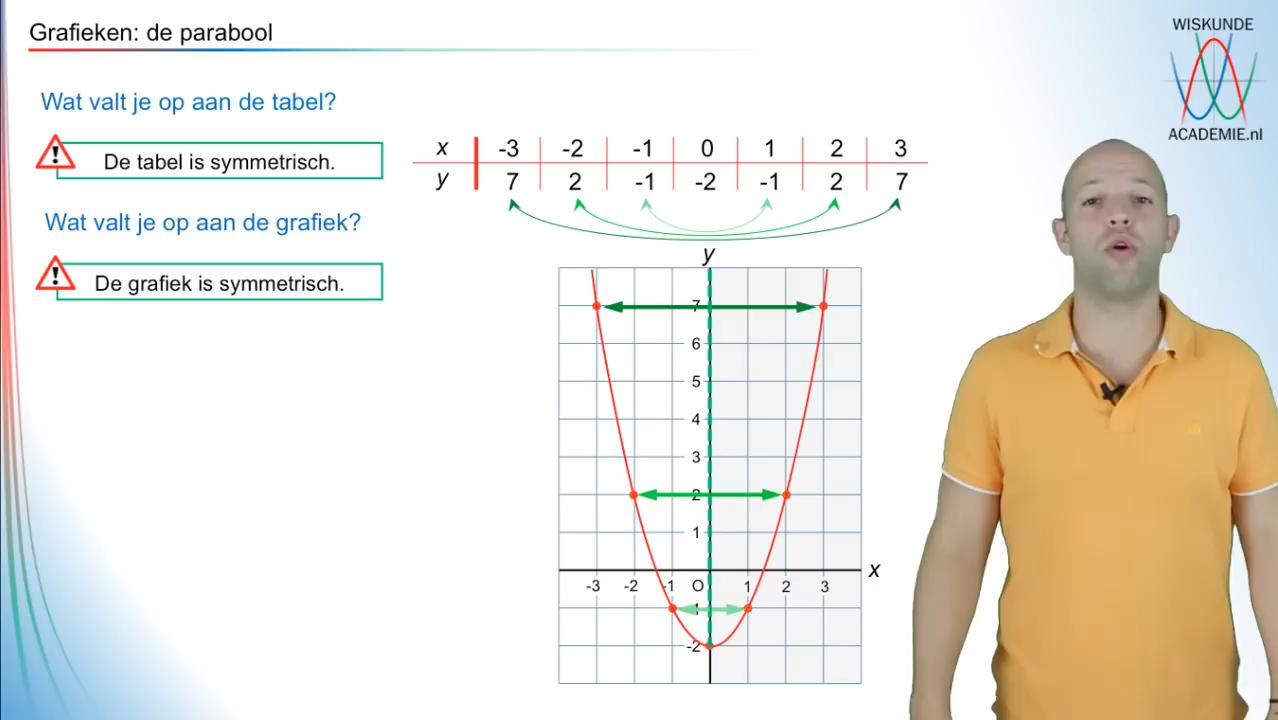 Grafieken: de parabool
WISKUNDE
ACADEMIE.nl
Wat valt je op aan de tabel?
! De tabel is symmetrisch.
x -3 -2 -1 0 1 2 3
y 7 2 -1 -2 -1 2 7
Wat valt je op aan de grafiek?
! De grafiek is symmetrisch.
y
7
6
5
4
3
2
1
x
-3 -2 -1 O 1 2 3
-2